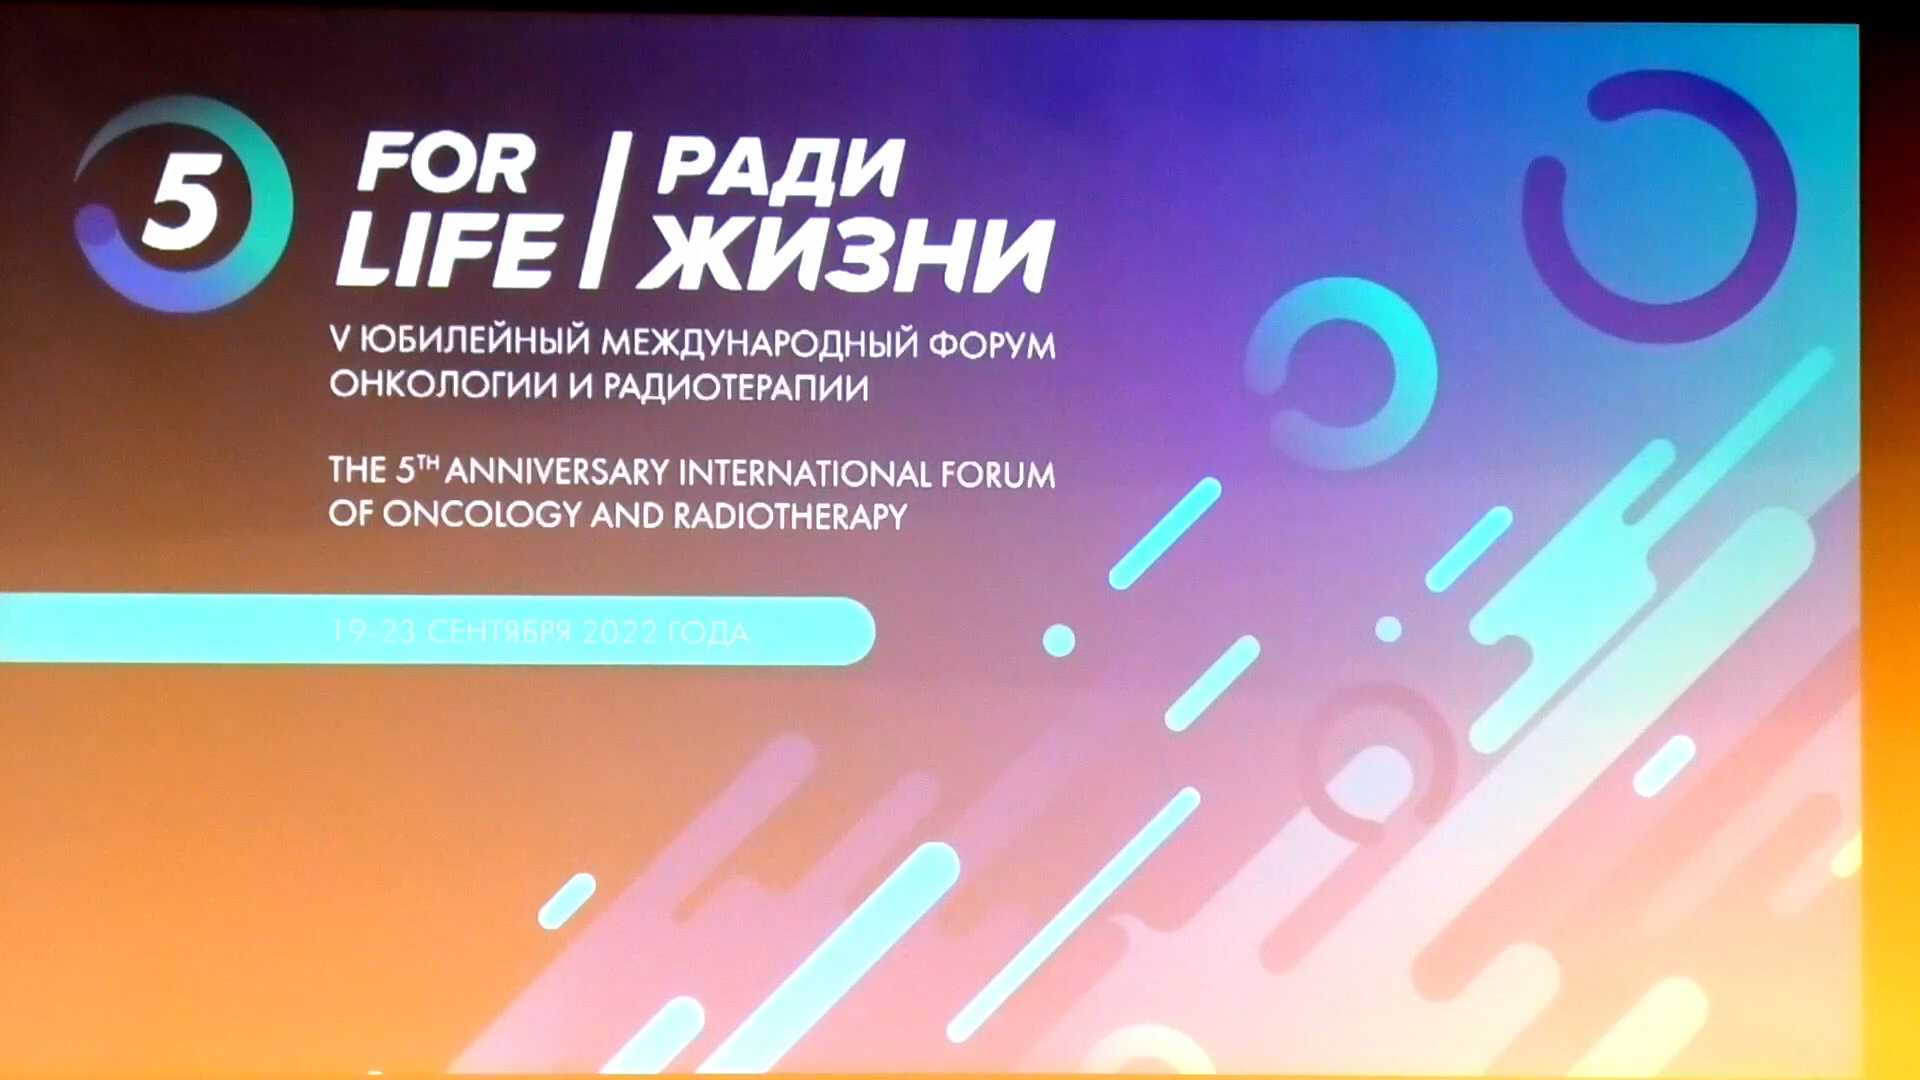 5
FOR LIFE | РАДИ ЖИЗНИ
V ЮБИЛЕЙНЫЙ МЕЖДУНАРОДНЫЙ ФОРУМ
ОНКОЛОГИИ И РАДИОТЕРАПИИ
THE 5TH ANNIVERSARY INTERNATIONAL FORUM
OF ONCOLOGY AND RADIOTHERAPY
19-23 СЕНТЯБРЯ 2022 ГОДА